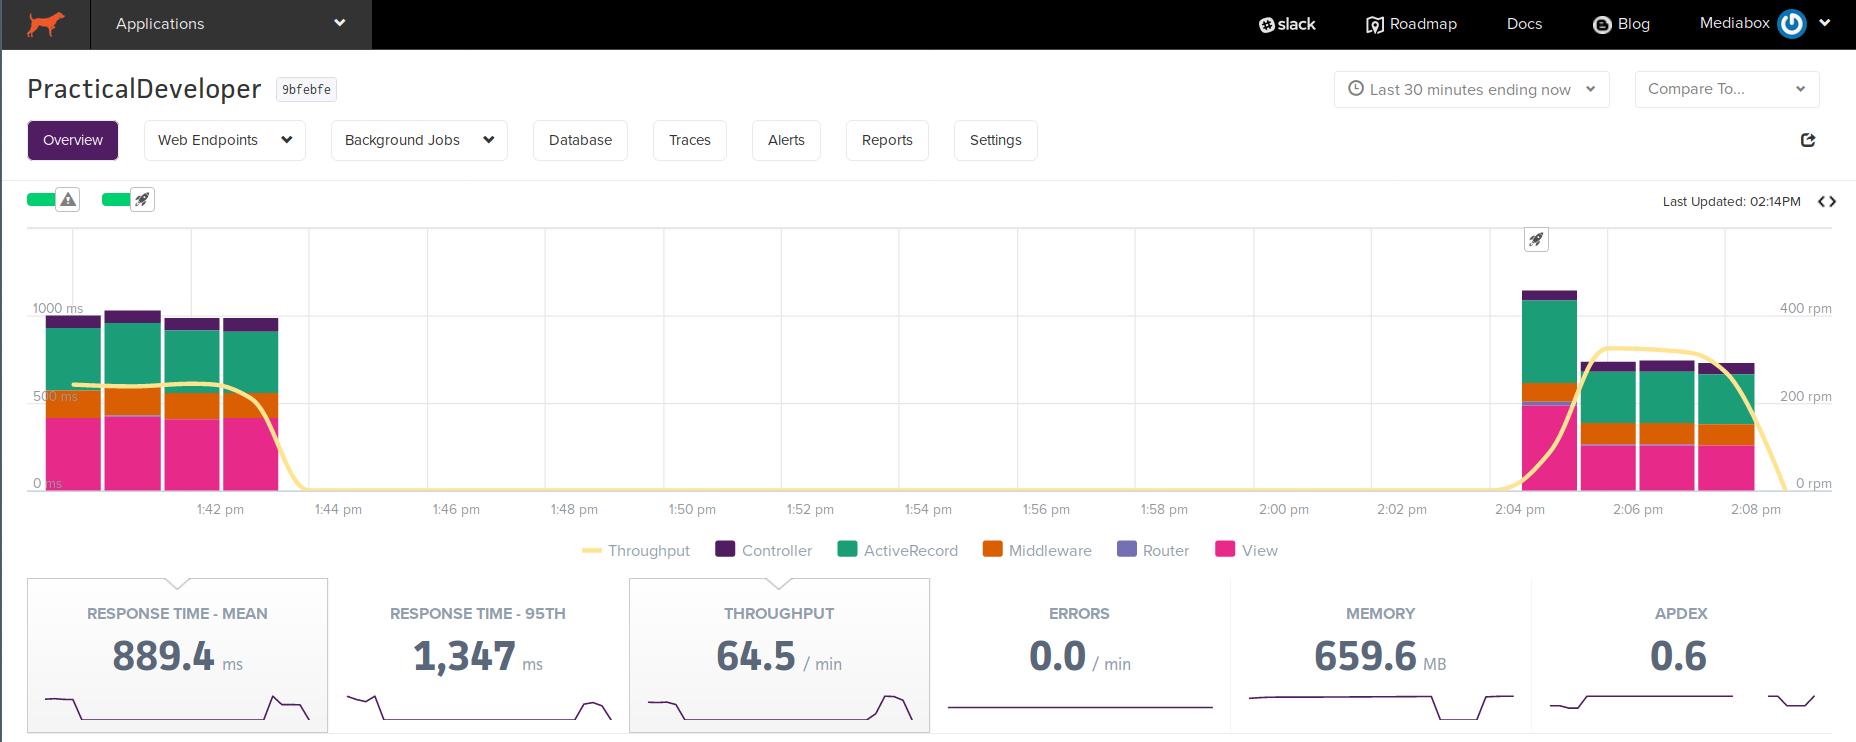 Applications
slack
Roadmap
Docs
Blog
Mediabox
PracticalDeveloper
9bfebfe
Last 30 minutes ending now
Compare To...
Overview
Web Endpoints
Background Jobs
Database
Traces
Alerts
Reports
Settings
Last Updated: 02:14PM
1000 ms
400 rpm
500 ms
200 rpm
0 ms
0 rpm
1:42 pm
1:44 pm
1:46 pm
1:48 pm
1:50 pm
1:52 pm
1:54 pm
1:56 pm
1:58 pm
2:00 pm
2:02 pm
2:04 pm
2:06 pm
2:08 pm
Throughput
Controller
ActiveRecord
Middleware
Router
View
RESPONSE TIME - MEAN
889.4 ms
RESPONSE TIME - 95TH
1,347 ms
THROUGHPUT
64.5 / min
ERRORS
0.0 / min
MEMORY
659.6 MB
APDEX
0.6